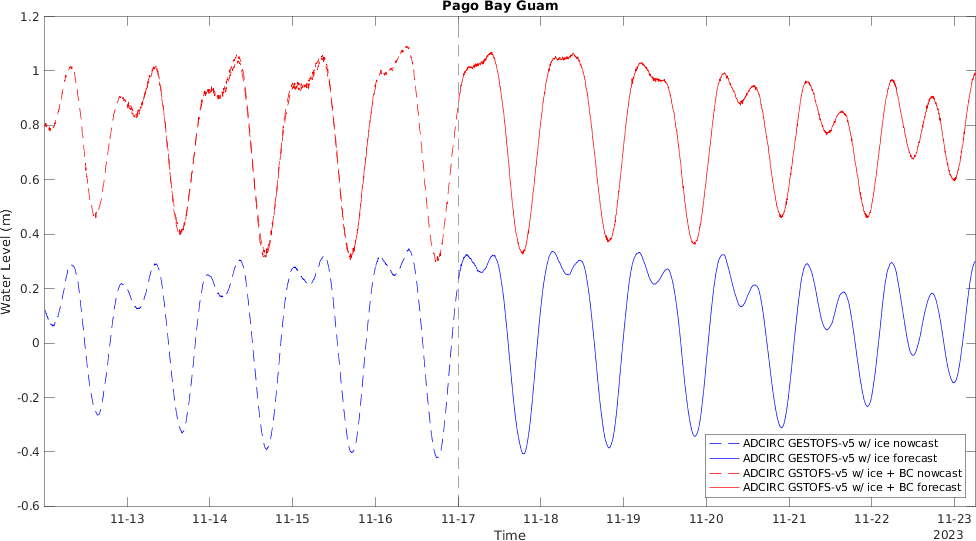 Pago Bay Guam
1.2
1
0.8
0.6
0.4
0.2
0
-0.2
-0.4
-0.6
Water Level (m)
ADCIRC GESTOFS-v5 w/ ice nowcast
ADCIRC GESTOFS-v5 w/ ice forecast
ADCIRC GSTOFS-v5 w/ ice + BC nowcast
ADCIRC GSTOFS-v5 w/ ice + BC forecast
11-13 11-14 11-15 11-16 11-17 11-18 11-19 11-20 11-21 11-22 11-23
Time
2023